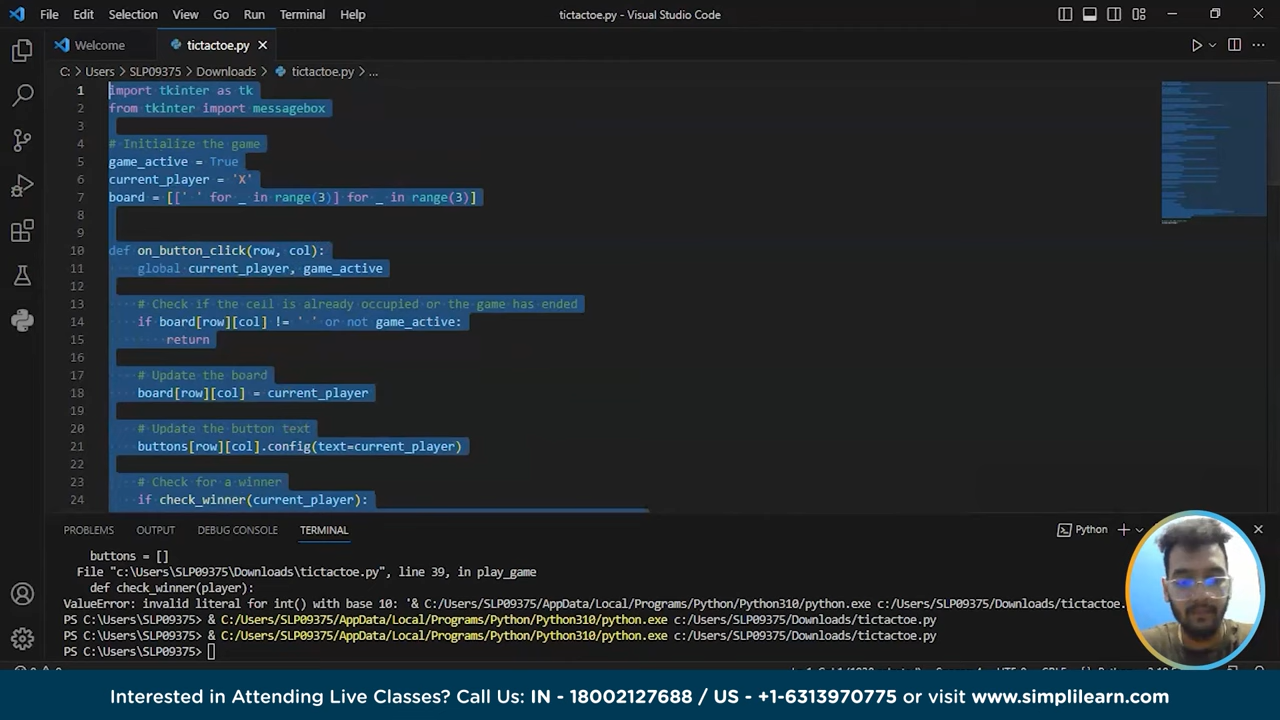 File Edit Selection View Go Run Terminal Help
tictactoe.py - Visual Studio Code
Welcome
tictactoe.py
C: > Users > SLP09375 > Downloads > tictactoe.py > ...
1 import tkinter as tk
2 from tkinter import messagebox
3
4 # Initialize the game
5 game_active = True
6 current_player = 'X'
7 board = [[' ' for _ in range(3)] for _ in range(3)]
8
9
10 def on_button_click(row, col):
11 global current_player, game_active
12
13 # Check if the cell is already occupied or the game has ended
14 if board[row][col] != ' ' or not game_active:
15 return
16
17 # Update the board
18 board[row][col] = current_player
19
20 # Update the button text
21 buttons[row][col].config(text=current_player)
22
23 # Check for a winner
24 if check_winner(current_player):
PROBLEMS OUTPUT DEBUG CONSOLE TERMINAL
Python
buttons = []
File "c:\Users\SLP09375\Downloads\tictactoe.py", line 39, in play_game
def check_winner(player):
ValueError: invalid literal for int() with base 10: '& C:/Users/SLP09375/AppData/Local/Programs/Python/Python310/python.exe c:/Users/SLP09375/Downloads/tictactoe.
PS C:\Users\SLP09375> & C:/Users/SLP09375/AppData/Local/Programs/Python/Python310/python.exe c:/Users/SLP09375/Downloads/tictactoe.py
PS C:\Users\SLP09375> & C:/Users/SLP09375/AppData/Local/Programs/Python/Python310/python.exe c:/Users/SLP09375/Downloads/tictactoe.py
PS C:\Users\SLP09375>
Interested in Attending Live Classes? Call Us: IN - 18002127688 / US - +1-6313970775 or visit www.simplilearn.com